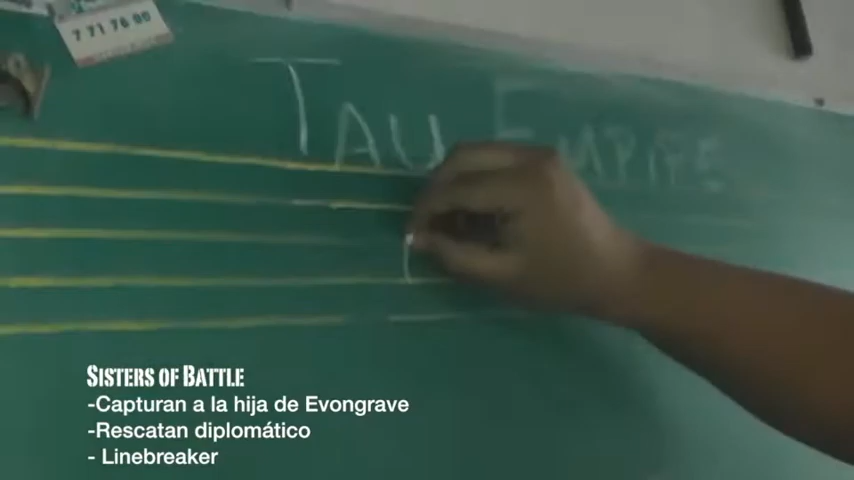 7 71 76 00
TAU EMPIRE
SISTERS OF BATTLE
-Capturan a la hija de Evongrave
-Rescatan diplomático
- Linebreaker